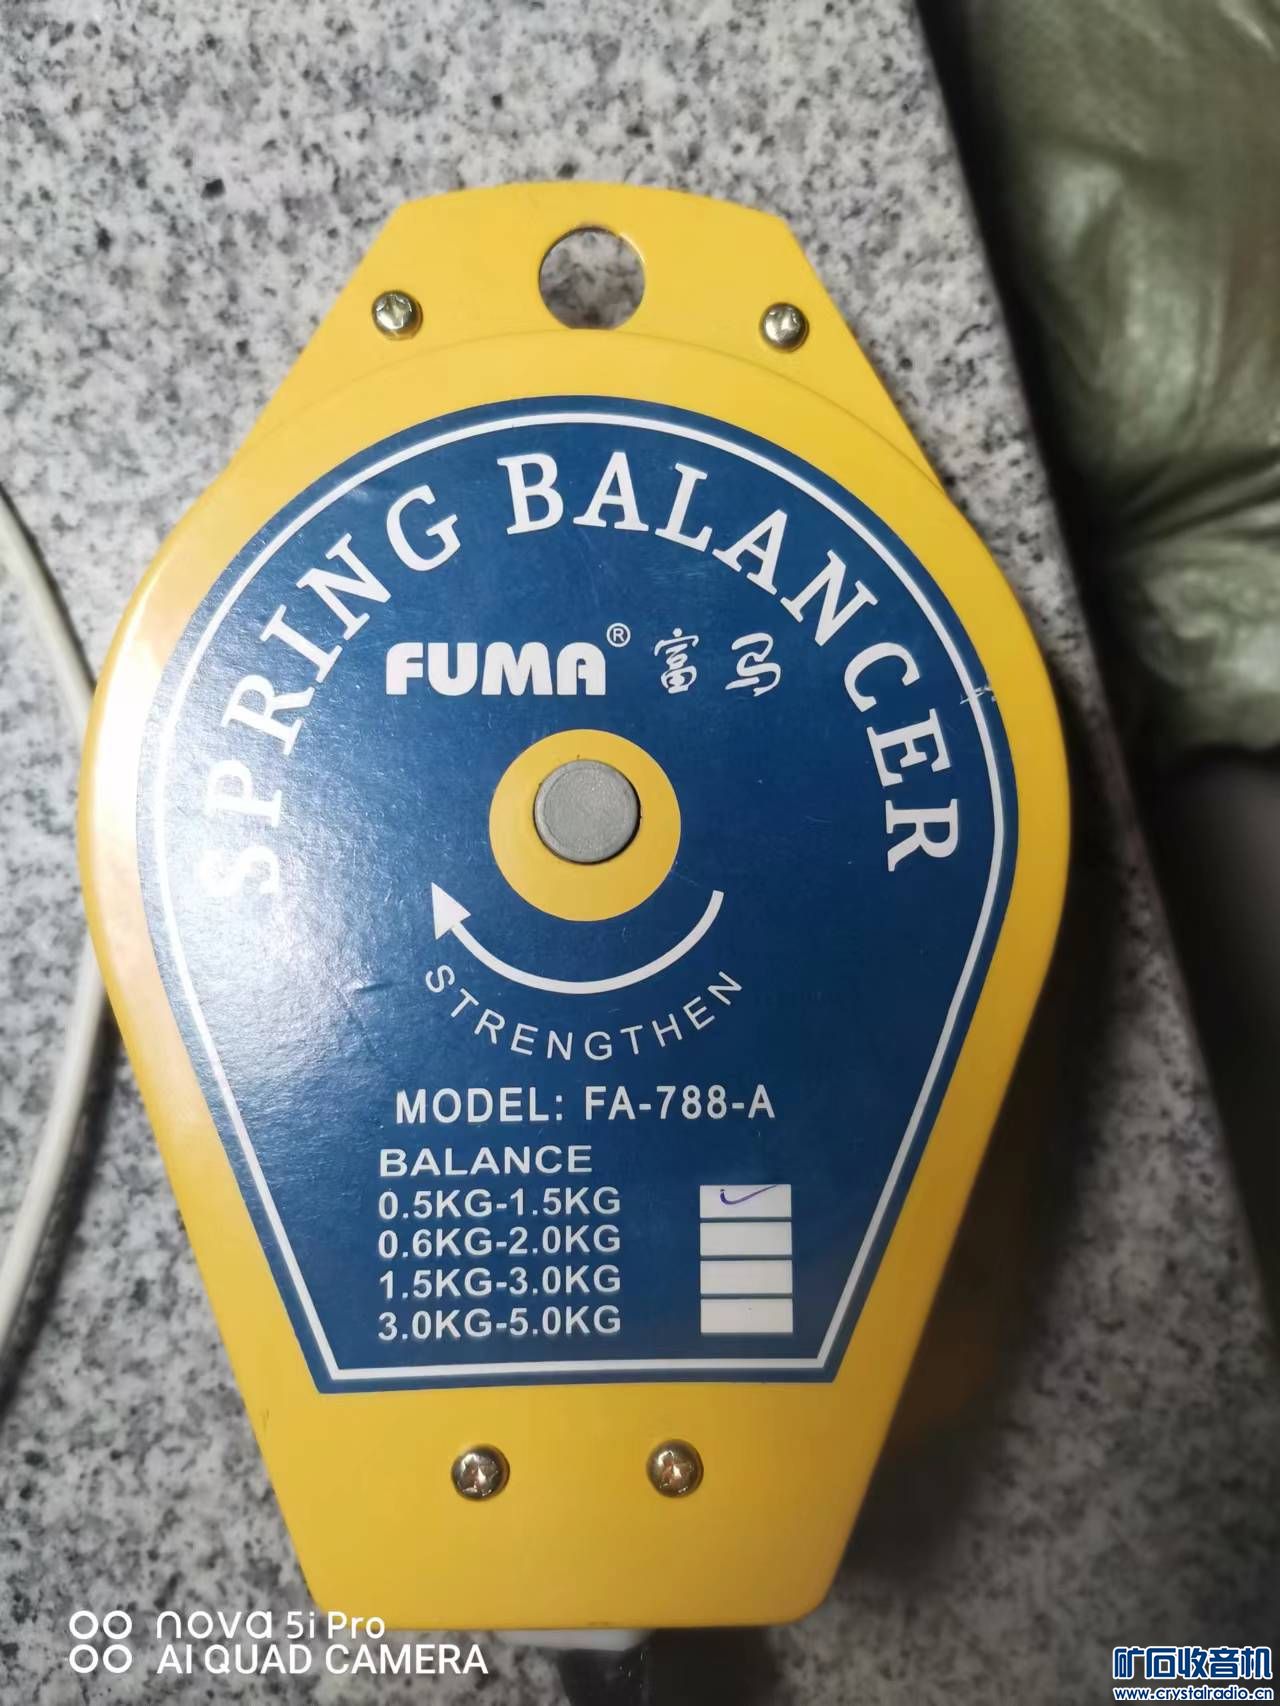 SPRING BALANCER
FUMA® 富马
STRENGTHEN
MODEL: FA-788-A
BALANCE
0.5KG-1.5KG
0.6KG-2.0KG
1.5KG-3.0KG
3.0KG-5.0KG
nova 5i Pro
AI QUAD CAMERA
矿石收音机
www.crystalradio.cn